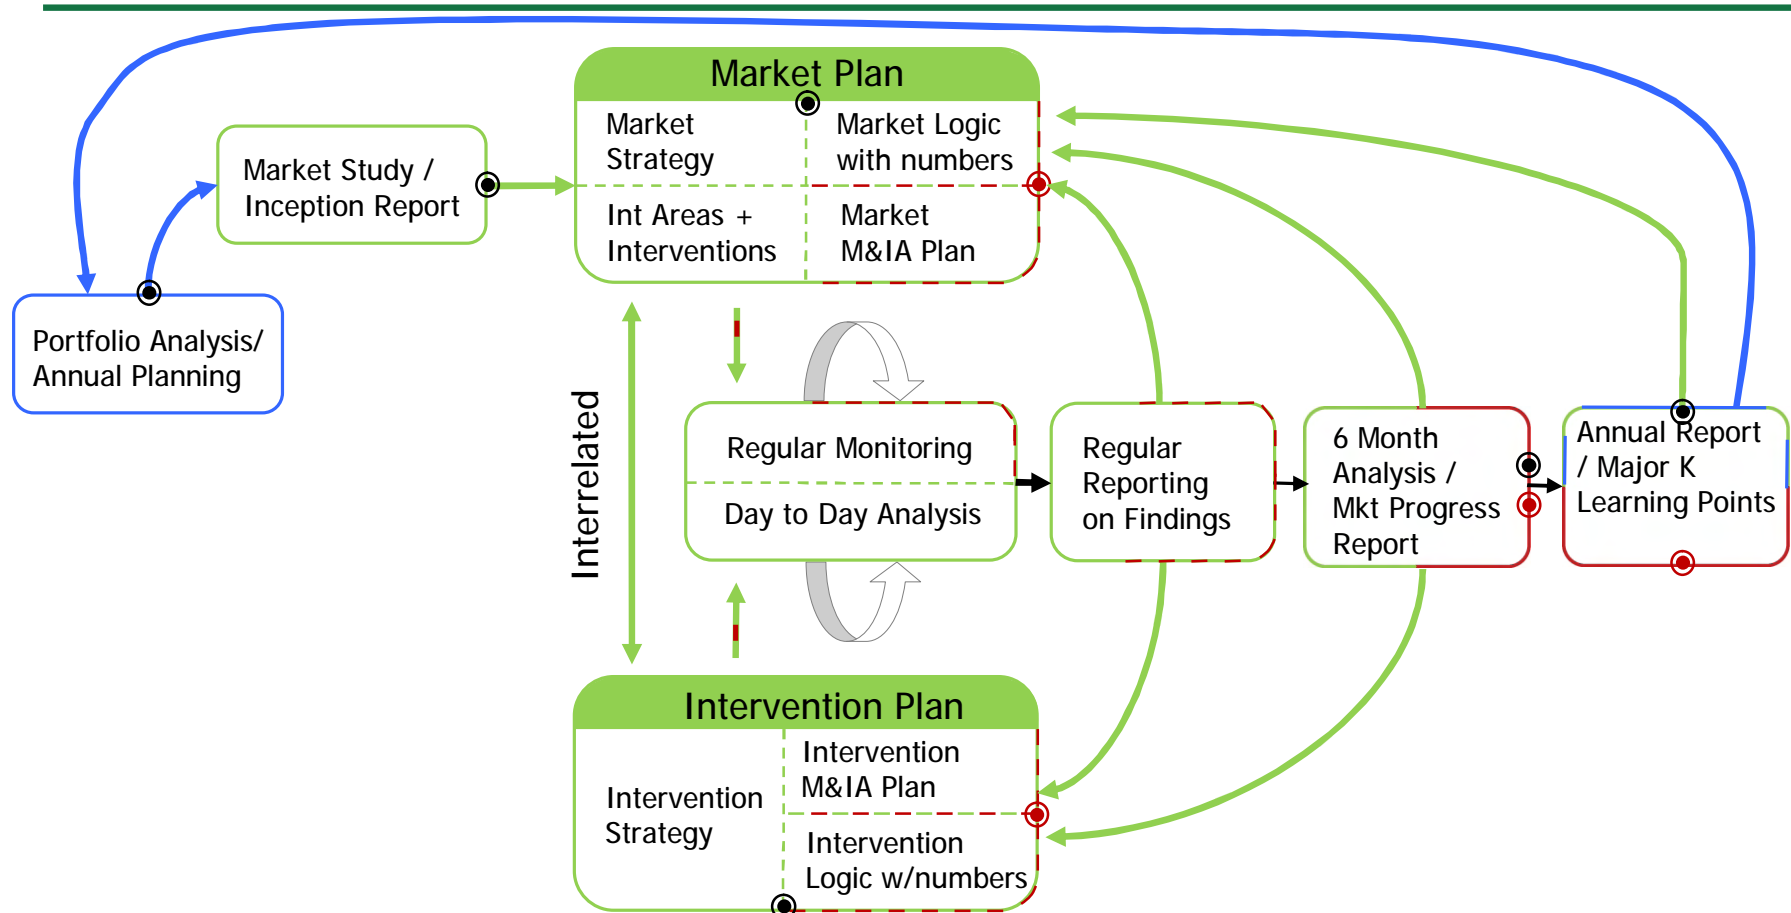 Market Plan
Market
Strategy
Market Logic
with numbers
Int Areas +
Interventions
Market
M&IA Plan
Market Study /
Inception Report
Portfolio Analysis/
Annual Planning
Interrelated
Regular Monitoring
Day to Day Analysis
Regular
Reporting
on Findings
6 Month
Analysis /
Mkt Progress
Report
Annual Report
/ Major K
Learning Points
Intervention Plan
Intervention
Strategy
Intervention
M&IA Plan
Intervention
Logic w/numbers